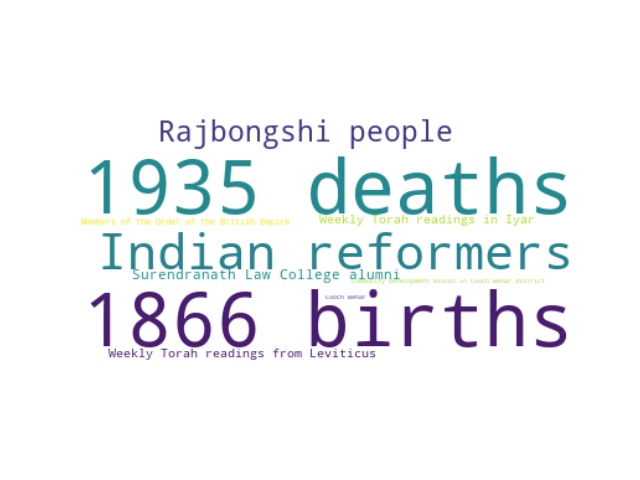 Rajbongshi people
1935 deaths
Members of the Order of the British Empire
Weekly Torah readings in Iyar
Indian reformers
Surendranath Law College alumni
Community development blocks in Cooch Behar district
Cooch Behar
1866 births
Weekly Torah readings from Leviticus